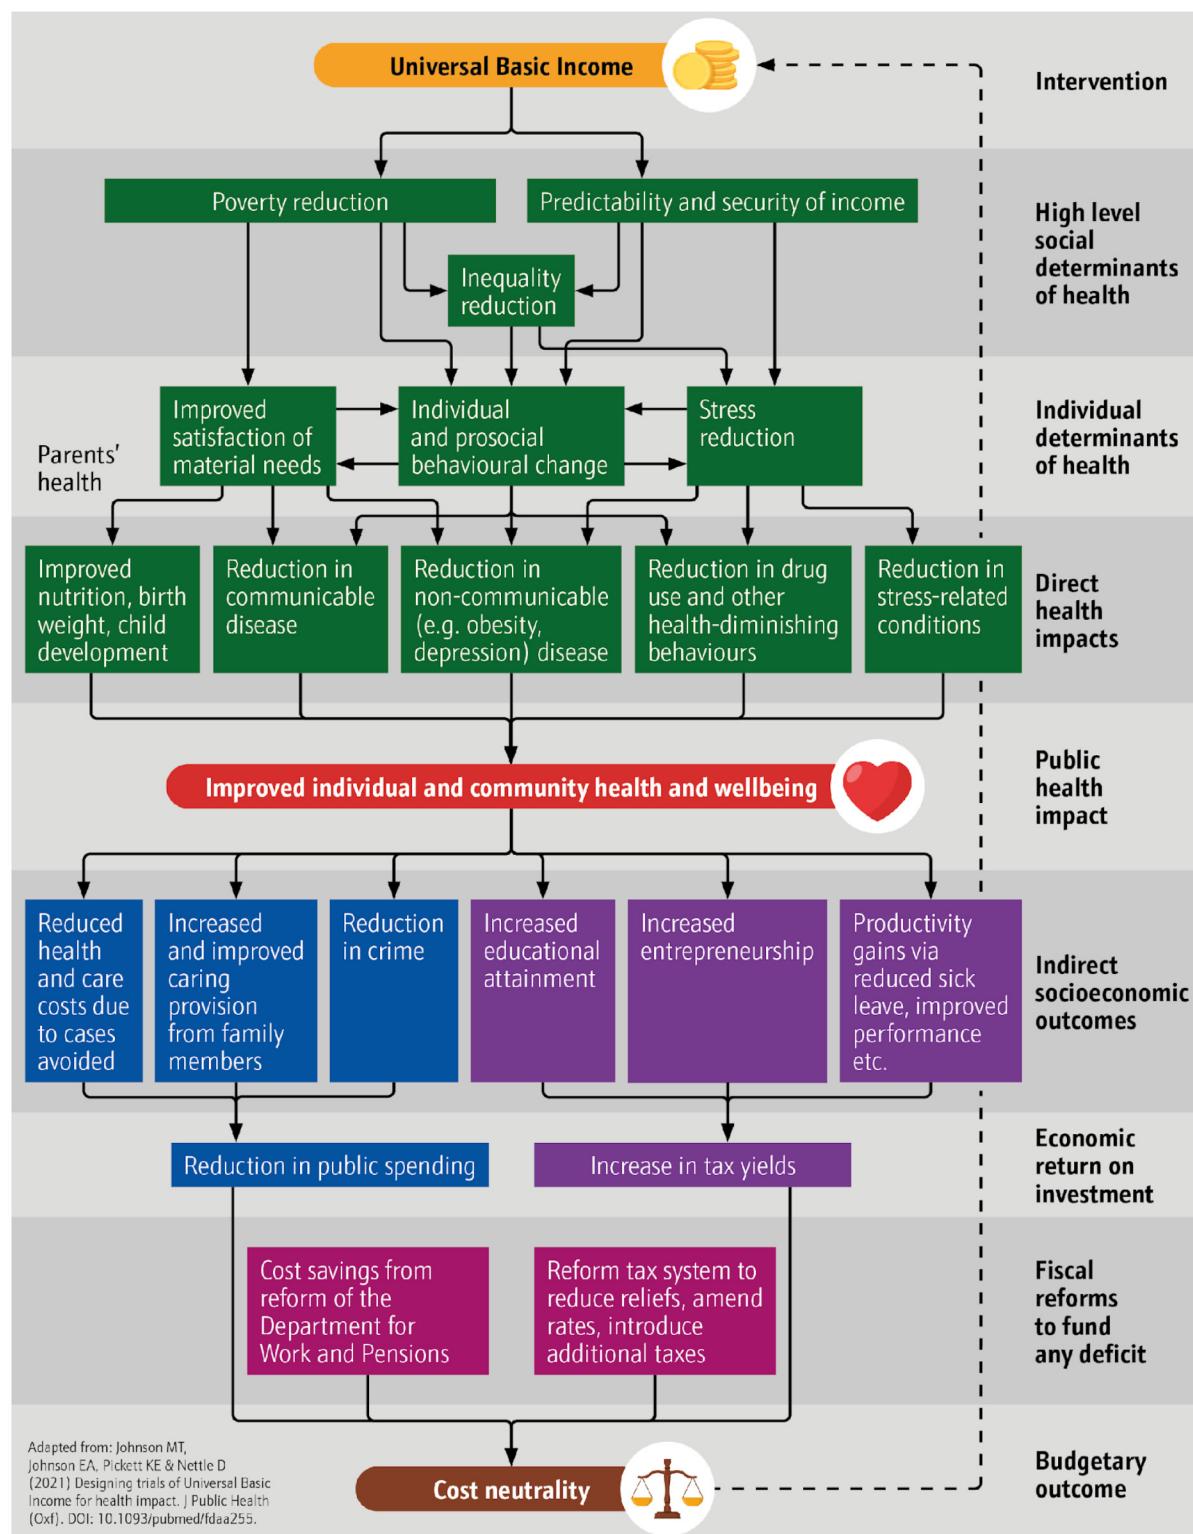 Universal Basic Income
Intervention
Poverty reduction
Predictability and security of income
Inequality
reduction
High level
social
determinants
of health
Improved
satisfaction of
material needs
Individual
and prosocial
behavioural change
Stress
reduction
Individual
determinants
of health
Parents’
health
Improved
nutrition, birth
weight, child
development
Reduction in
communicable
disease
Reduction in
non-communicable
(e.g. obesity,
depression) disease
Reduction in drug
use and other
health-diminishing
behaviours
Reduction in
stress-related
conditions
Direct
health
impacts
Improved individual and community health and wellbeing
Public
health
impact
Reduced
health
and care
costs due
to cases
avoided
Increased
and improved
caring
provision
from family
members
Reduction
in crime
Increased
educational
attainment
Increased
entrepreneurship
Productivity
gains via
reduced sick
leave, improved
performance
etc.
Indirect
socioeconomic
outcomes
Reduction in public spending
Increase in tax yields
Economic
return on
investment
Cost savings from
reform of the
Department for
Work and Pensions
Reform tax system to
reduce reliefs, amend
rates, introduce
additional taxes
Fiscal
reforms
to fund
any deficit
Adapted from: Johnson MT,
Johnson EA, Pickett KE & Nettle D
(2021) Designing trials of Universal Basic
Income for health impact. J Public Health
(Oxf). DOI: 10.1093/pubmed/fdaa255.
Cost neutrality
Budgetary
outcome